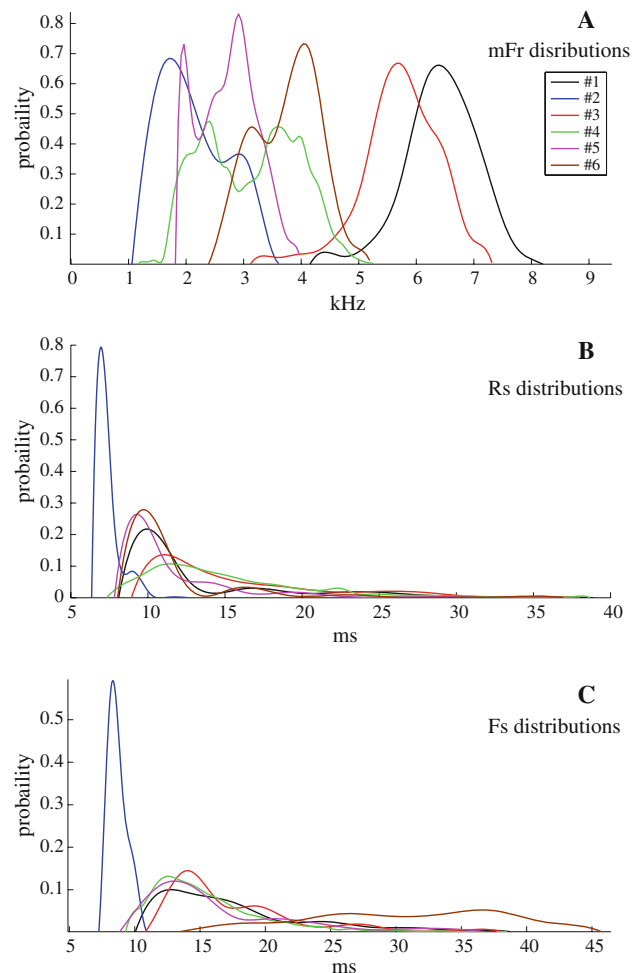 A
mFr disributions
#1
#2
#3
#4
#5
#6
probaility
0.8
0.7
0.6
0.5
0.4
0.3
0.2
0.1
0 1 2 3 4 5 6 7 8 9
kHz
B
Rs distributions
probaility
0.8
0.7
0.6
0.5
0.4
0.3
0.2
0.1
0
5 10 15 20 25 30 35 40
ms
C
Fs distributions
probaility
0.5
0.4
0.3
0.2
0.1
5 10 15 20 25 30 35 40 45
ms